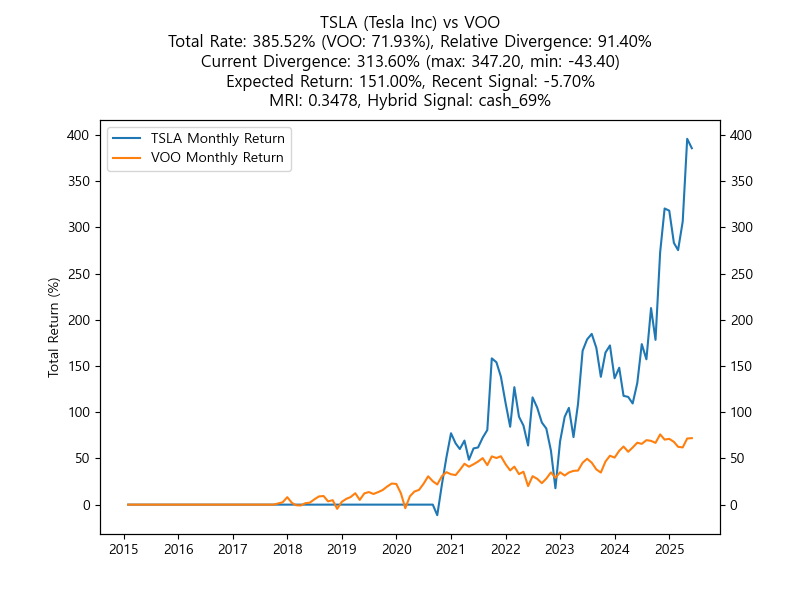 TSLA (Tesla Inc) vs VOO
Total Rate: 385.52% (VOO: 71.93%), Relative Divergence: 91.40%
Current Divergence: 313.60% (max: 347.20, min: -43.40)
Expected Return: 151.00%, Recent Signal: -5.70%
MRI: 0.3478, Hybrid Signal: cash_69%
TSLA Monthly Return
VOO Monthly Return
Total Return (%)
400
350
300
250
200
150
100
50
0
400
350
300
250
200
150
100
50
0
2015 2016 2017 2018 2019 2020 2021 2022 2023 2024 2025